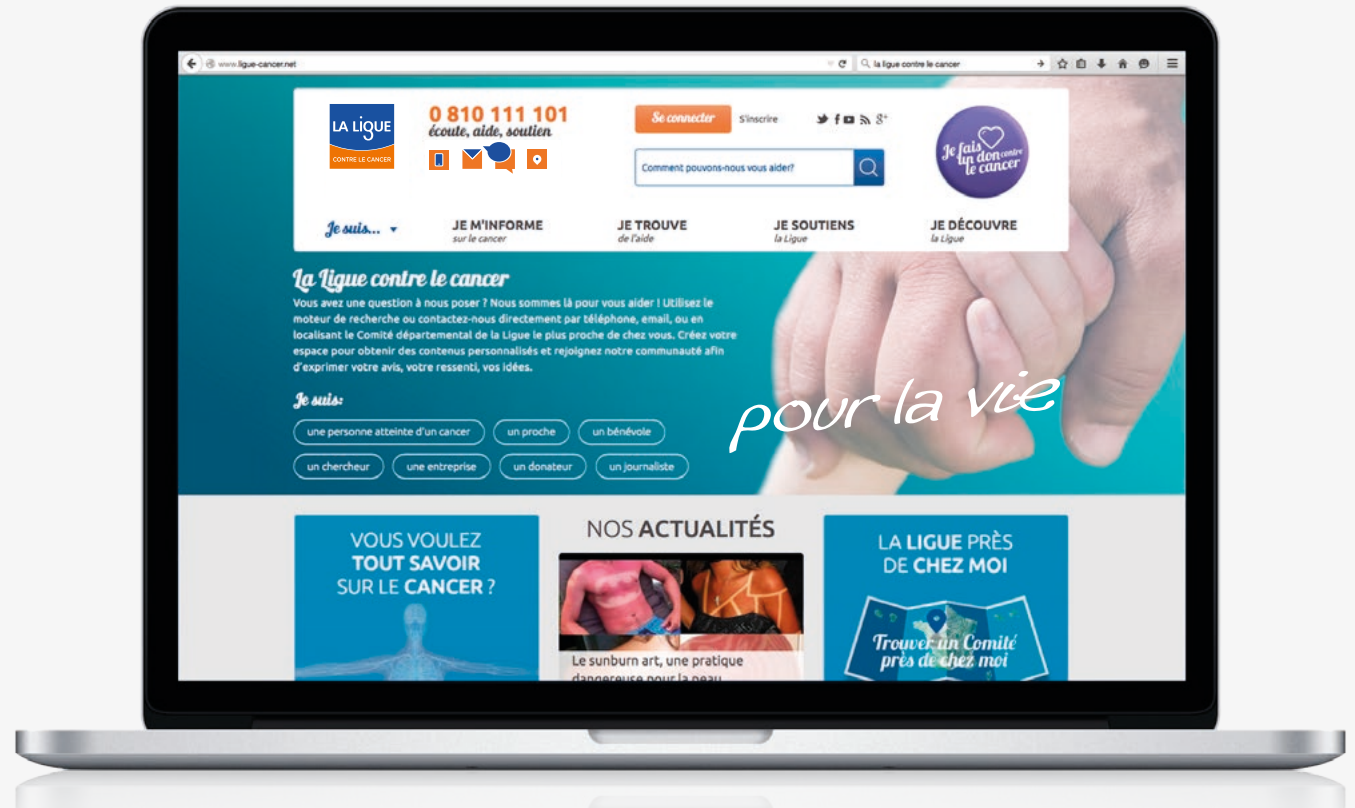 www.ligue-cancer.net
la ligue contre le cancer
LA LIGUE
CONTRE LE CANCER
0 810 111 101
écoute, aide, soutien
Se connecter
S'inscrire
Comment pouvons-nous vous aider?
Je fais
un don contre
le cancer
Je suis...
JE M'INFORME
sur le cancer
JE TROUVE
de l'aide
JE SOUTIENS
la Ligue
JE DÉCOUVRE
la Ligue
La Ligue contre le cancer
Vous avez une question à nous poser ? Nous sommes là pour vous aider ! Utilisez le
moteur de recherche ou contactez-nous directement par téléphone, email, ou en
localisant le Comité départemental de la Ligue le plus proche de chez vous. Créez votre
espace pour obtenir des contenus personnalisés et rejoignez notre communauté afin
d'exprimer votre avis, votre ressenti, vos idées.
Je suis:
une personne atteinte d'un cancer
un proche
un bénévole
un chercheur
une entreprise
un donateur
un journaliste
pour la vie
VOUS VOULEZ
TOUT SAVOIR
SUR LE CANCER ?
NOS ACTUALITÉS
Le sunburn art, une pratique
dangereuse pour la peau
LA LIGUE PRÈS
DE CHEZ MOI
Trouver un Comité
près de chez moi